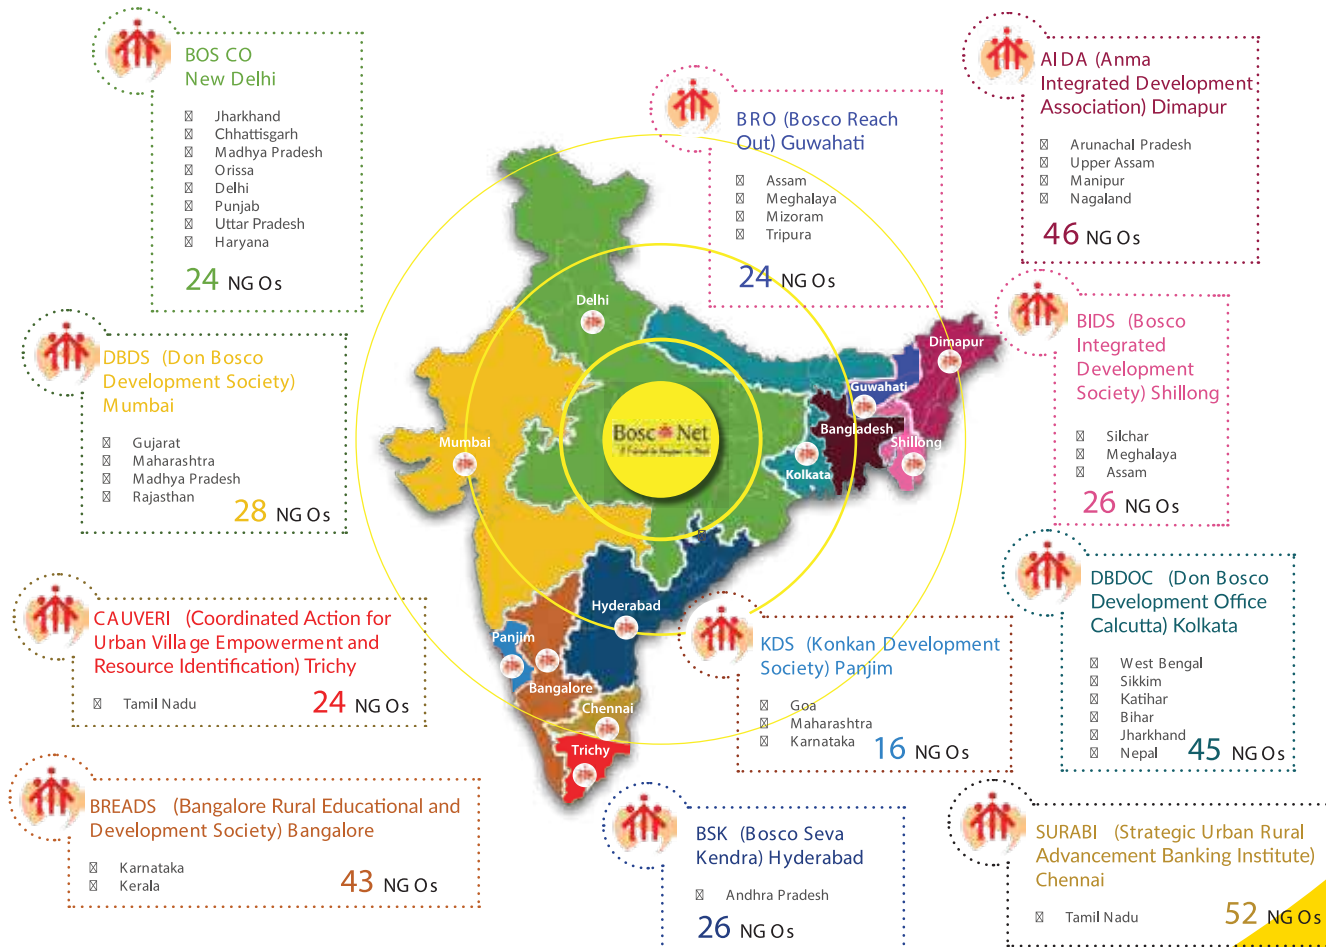 BOS CO
New Delhi
Jharkhand
Chhattisgarh
Madhya Pradesh
Orissa
Delhi
Punjab
Uttar Pradesh
Haryana
24 NG Os
BRO (Bosco Reach
Out) Guwahati
Assam
Meghalaya
Mizoram
Tripura
24 NG Os
AIDA (Anma
Integrated Development
Association) Dimapur
Arunachal Pradesh
Upper Assam
Manipur
Nagaland
46 NG Os
DBDS (Don Bosco
Development Society)
Mumbai
Gujarat
Maharashtra
Madhya Pradesh
Rajasthan
28 NG Os
BIDS (Bosco
Integrated
Development
Society) Shillong
Silchar
Meghalaya
Assam
26 NG Os
Delhi
Dimapur
Guwahati
Bangladesh
Shillong
Mumbai
Kolkata
Bosc Net
Hyderabad
Panjim
Bangalore
Chennai
Trichy
CAUVERI (Coordinated Action for
Urban Village Empowerment and
Resource Identification) Trichy
Tamil Nadu
24 NG Os
KDS (Konkan Development
Society) Panjim
Goa
Maharashtra
Karnataka
16 NG Os
DBDOC (Don Bosco
Development Office
Calcutta) Kolkata
West Bengal
Sikkim
Katihar
Bihar
Jharkhand
Nepal
45 NG Os
BREADS (Bangalore Rural Educational and
Development Society) Bangalore
Karnataka
Kerala
43 NG Os
BSK (Bosco Seva
Kendra) Hyderabad
Andhra Pradesh
26 NG Os
SURABI (Strategic Urban Rural
Advancement Banking Institute)
Chennai
Tamil Nadu
52 NG Os